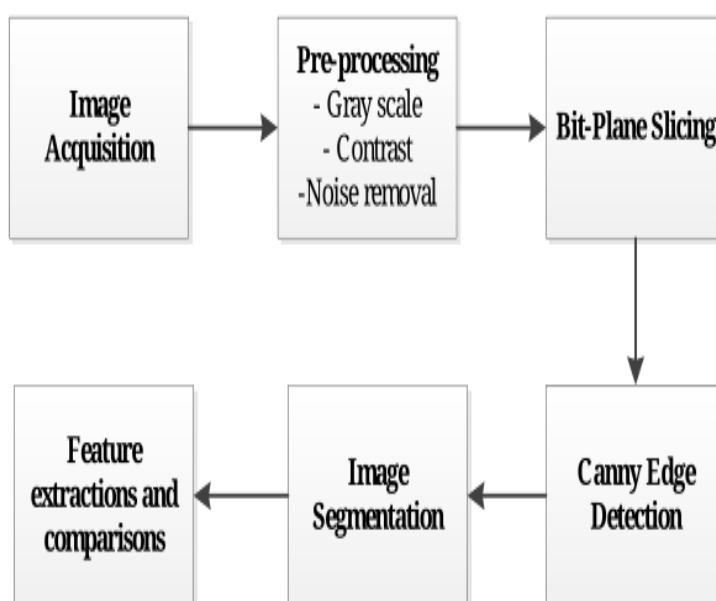 Image
Acquisition
Pre-processing
- Gray scale
- Contrast
-Noise removal
Bit-Plane Slicing
Canny Edge
Detection
Image
Segmentation
Feature
extractions and
comparisons